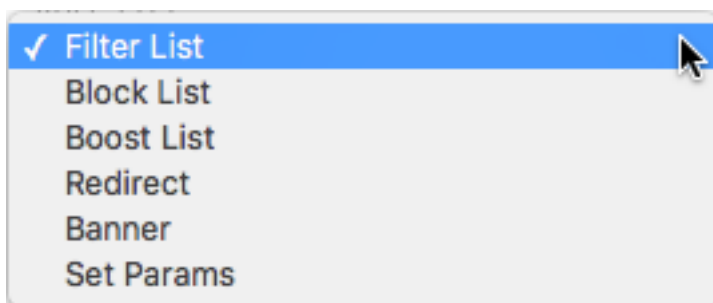 ✓ Filter List
Block List
Boost List
Redirect
Banner
Set Params